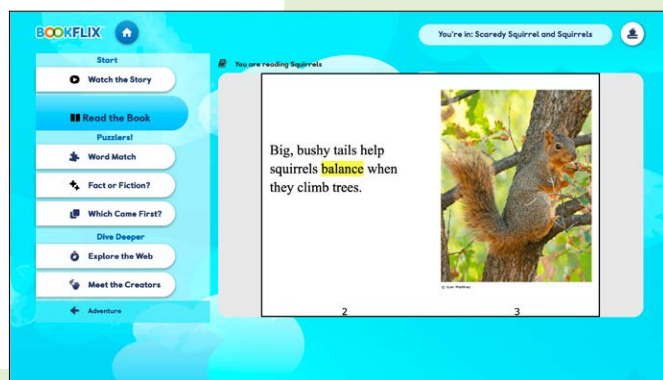 BOOKFLIX
You're in: Scaredy Squirrel and Squirrels
Start
Watch the Story
Read the Book
Puzzlers!
Word Match
Fact or Fiction?
Which Came First?
Dive Deeper
Explore the Web
Meet the Creators
Adventure
You are reading Squirrels
Big, bushy tails help
squirrels balance when
they climb trees.
2
3